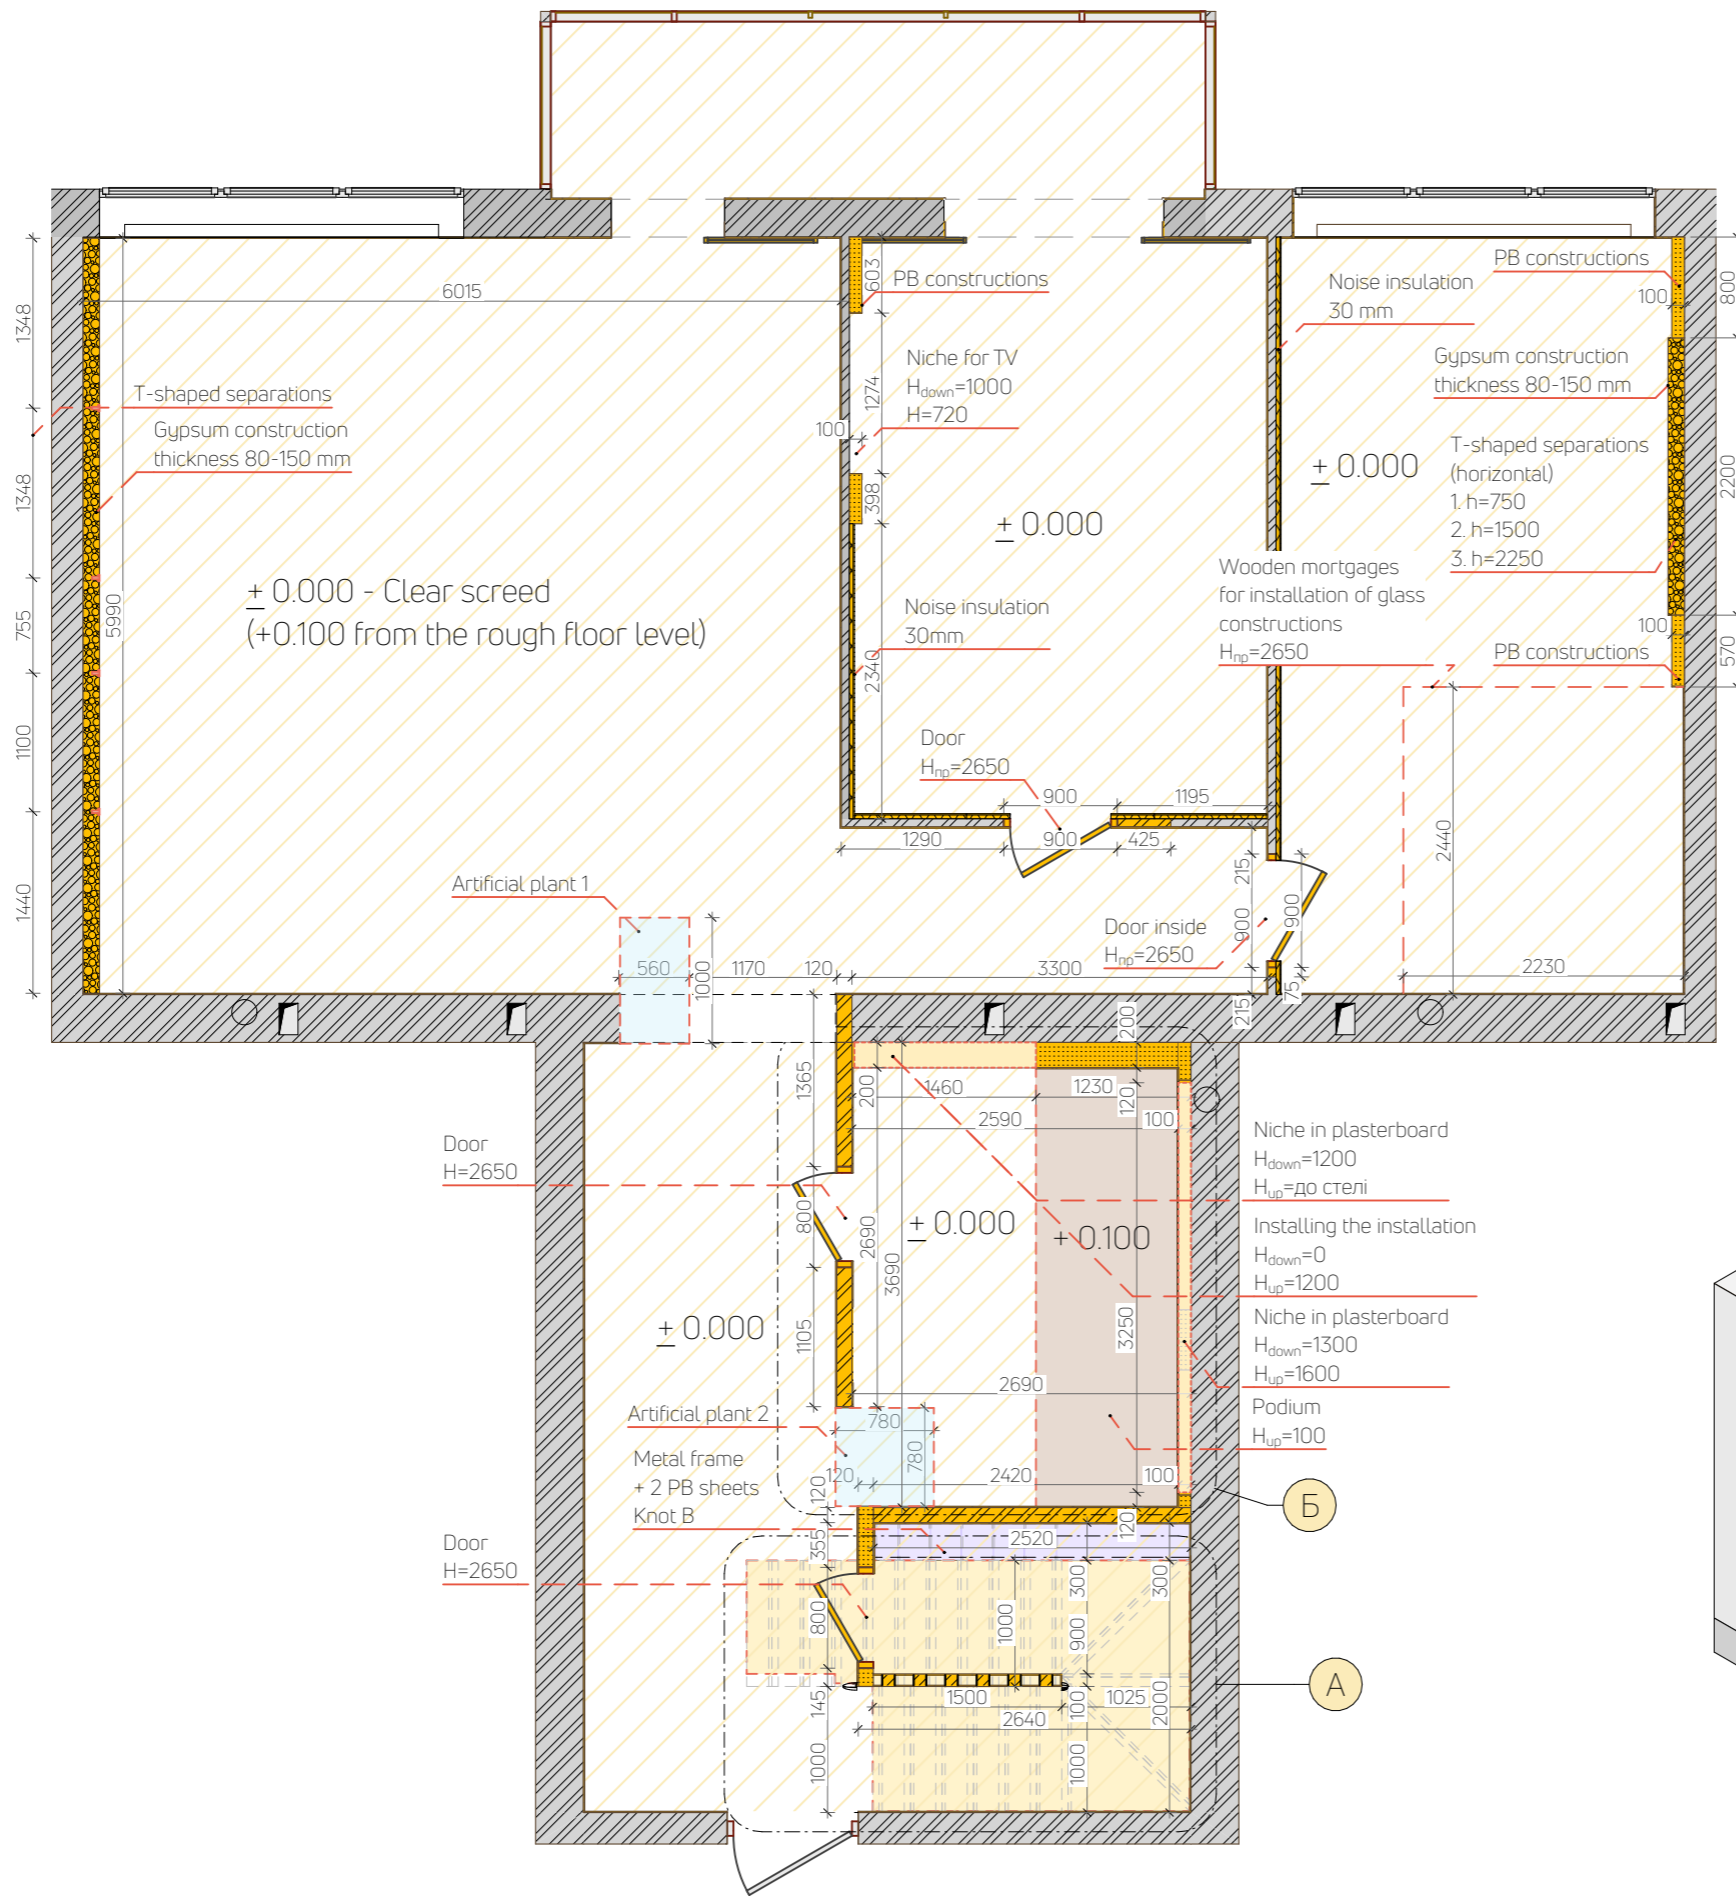 6015
603
PB constructions
Noise insulation
30 mm
PB constructions
100
800
1348
T-shaped separations
Gypsum construction
thickness 80-150 mm
Niche for TV
H down=1000
H=720
1274
100
Gypsum construction
thickness 80-150 mm
T-shaped separations
(horizontal)
1. h=750
2. h=1500
3. h=2250
± 0.000
2200
1348
398
± 0.000
Wooden mortgages
for installation of glass
constructions
Hпр=2650
± 0.000 - Clear screed
(+0.100 from the rough floor level)
5990
755
Noise insulation
30mm
2340
100
PB constructions
570
1100
Door
Hпр=2650
900
1195
1290
900
425
2440
1440
Artificial plant 1
215
900
900
Door inside
Hпр=2650
560
1000
1170
120
3300
2230
75
215
200
1365
200
1460
1230
120
2590
100
Door
H=2650
Niche in plasterboard
Hdown=1200
Hup=до стелі
800
2690
3690
± 0.000
+ 0.100
Installing the installation
Hdown=0
Hup=1200
± 0.000
1105
3250
Niche in plasterboard
Hdown=1300
Hup=1600
2690
Podium
Hup=100
Artificial plant 2
780
780
Metal frame
+ 2 PB sheets
Knot B
120
120
2420
100
Б
Door
H=2650
355
2520
120
300
300
800
1000
900
А
145
1500
100
1025
2640
2000
1000
1000